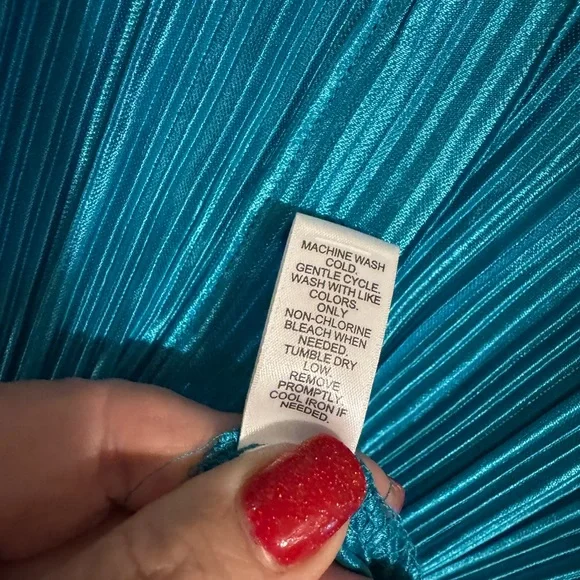 MACHINE WASH
COLD.
GENTLE CYCLE.
WASH WITH LIKE
COLORS.
ONLY
NON-CHLORINE
BLEACH WHEN
NEEDED.
TUMBLE DRY
LOW.
REMOVE
PROMPTLY.
COOL IRON IF
NEEDED.